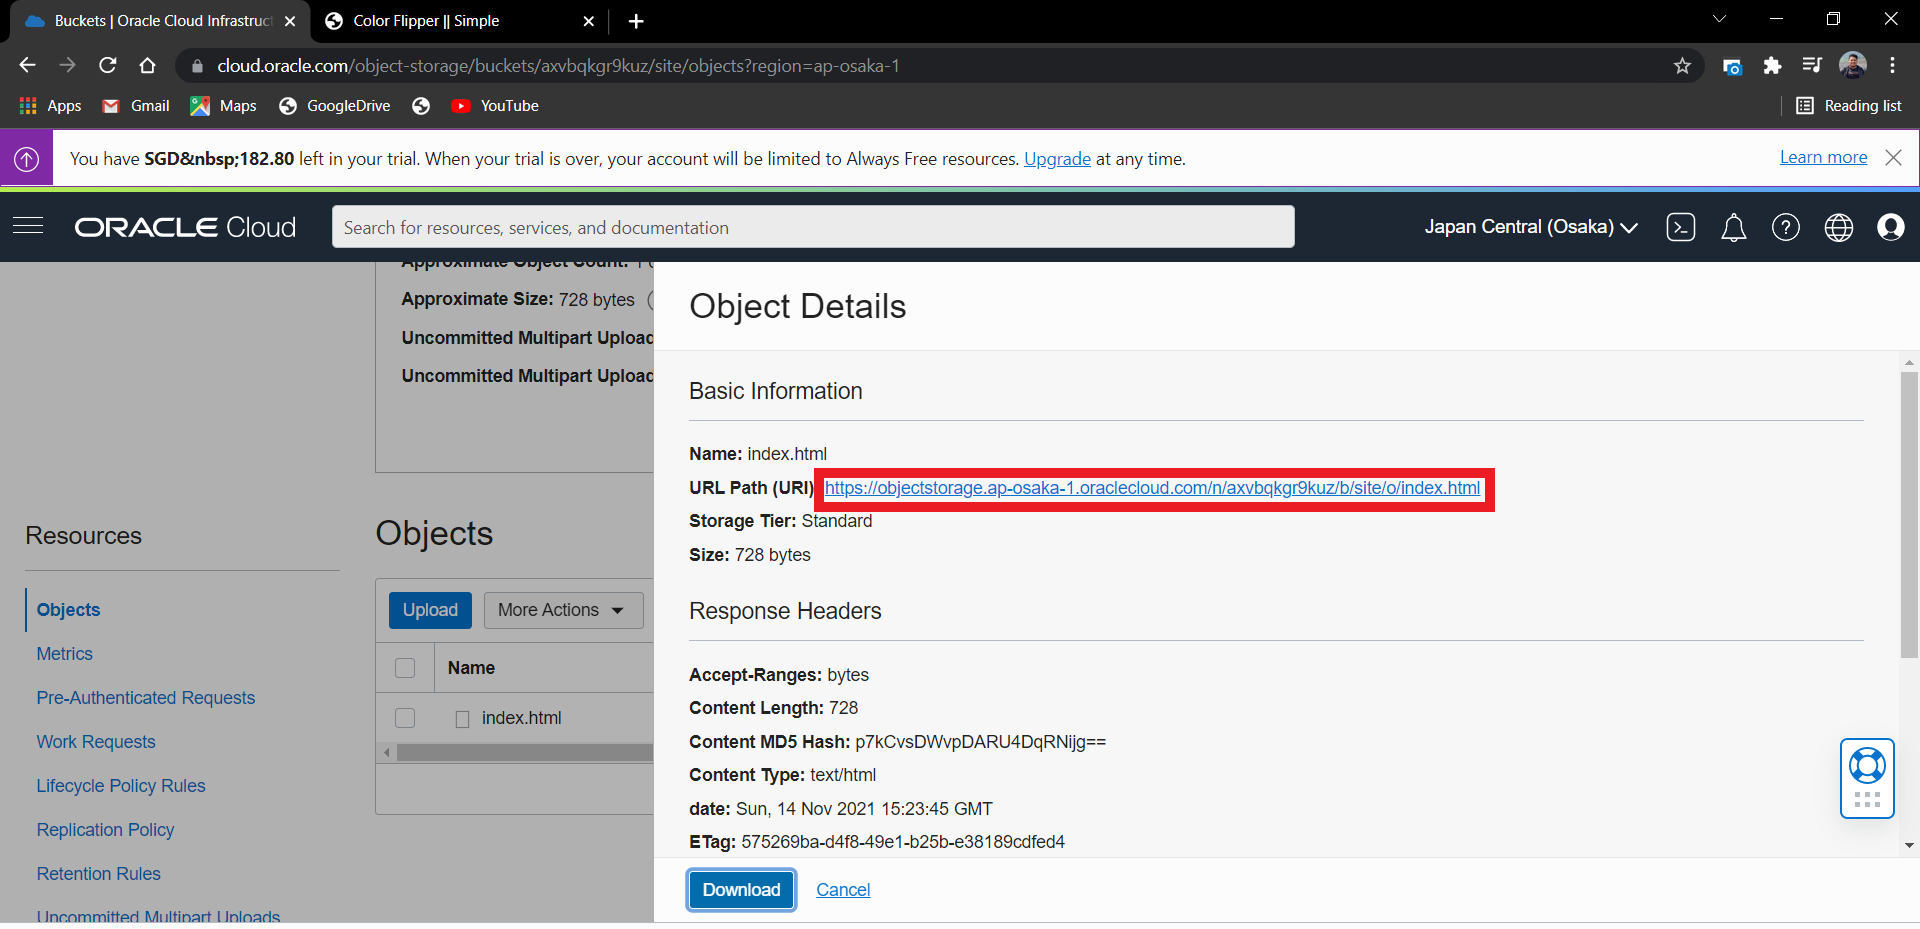 Buckets | Oracle Cloud Infrastruct
Color Flipper || Simple
cloud.oracle.com/object-storage/buckets/axvbqkgr9kuz/site/objects?region=ap-osaka-1
Apps
Gmail
Maps
GoogleDrive
YouTube
Reading list
You have SGD&nbsp;182.80 left in your trial. When your trial is over, your account will be limited to Always Free resources. Upgrade at any time.
Learn more
ORACLE Cloud
Search for resources, services, and documentation
Japan Central (Osaka)
Approximate Object Count: 1
Approximate Size: 728 bytes
Uncommitted Multipart Upload
Uncommitted Multipart Upload
Resources
Objects
Metrics
Pre-Authenticated Requests
Work Requests
Lifecycle Policy Rules
Replication Policy
Retention Rules
Uncommitted Multipart Uploads
Objects
Upload
More Actions
Name
index.html
Object Details
Basic Information
Name: index.html
URL Path (URI) https://objectstorage.ap-osaka-1.oraclecloud.com/n/axvbqkgr9kuz/b/site/o/index.html
Storage Tier: Standard
Size: 728 bytes
Response Headers
Accept-Ranges: bytes
Content Length: 728
Content MD5 Hash: p7kCvsDWvpDARU4DqRNijg==
Content Type: text/html
date: Sun, 14 Nov 2021 15:23:45 GMT
ETag: 575269ba-d4f8-49e1-b25b-e38189cdfed4
Download
Cancel